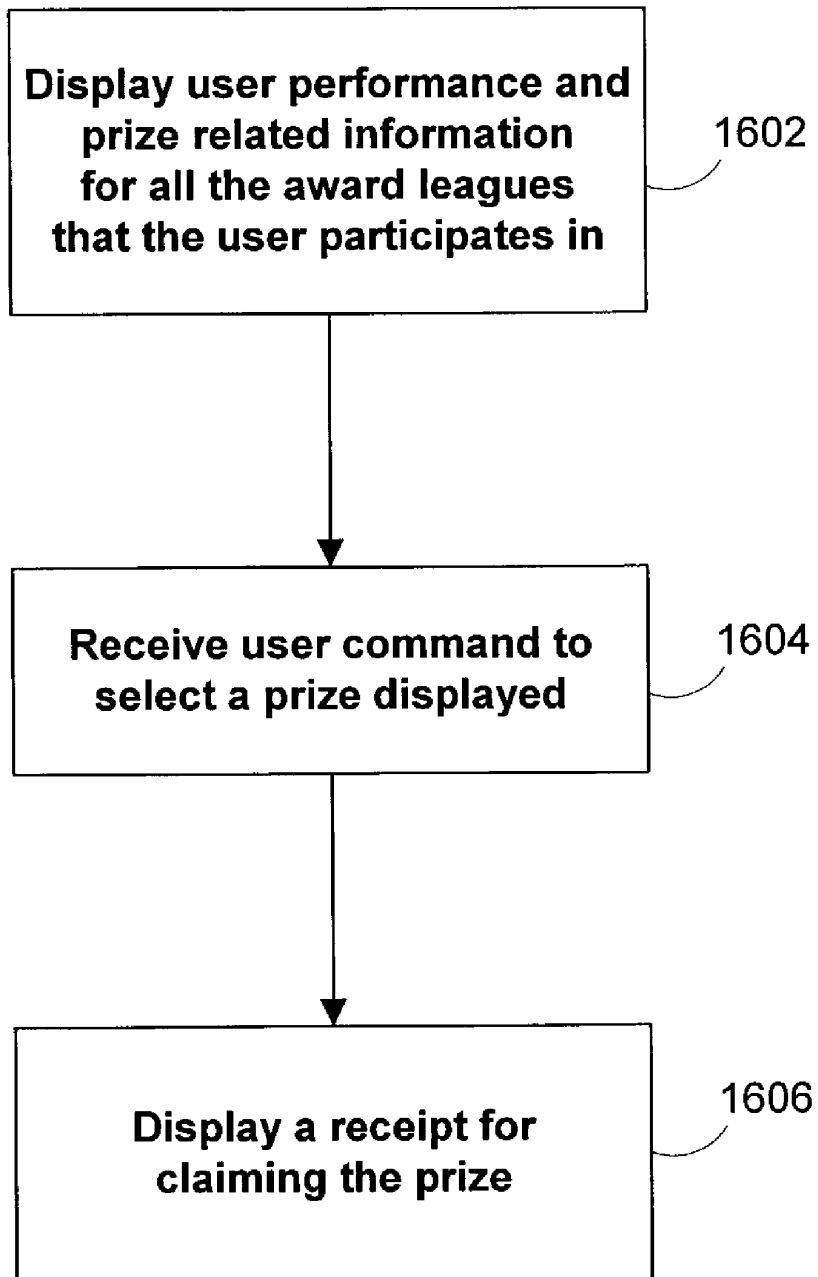 Display user performance and
prize related information
for all the award leagues
that the user participates in
1602
Receive user command to
select a prize displayed
1604
Display a receipt for
claiming the prize
1606